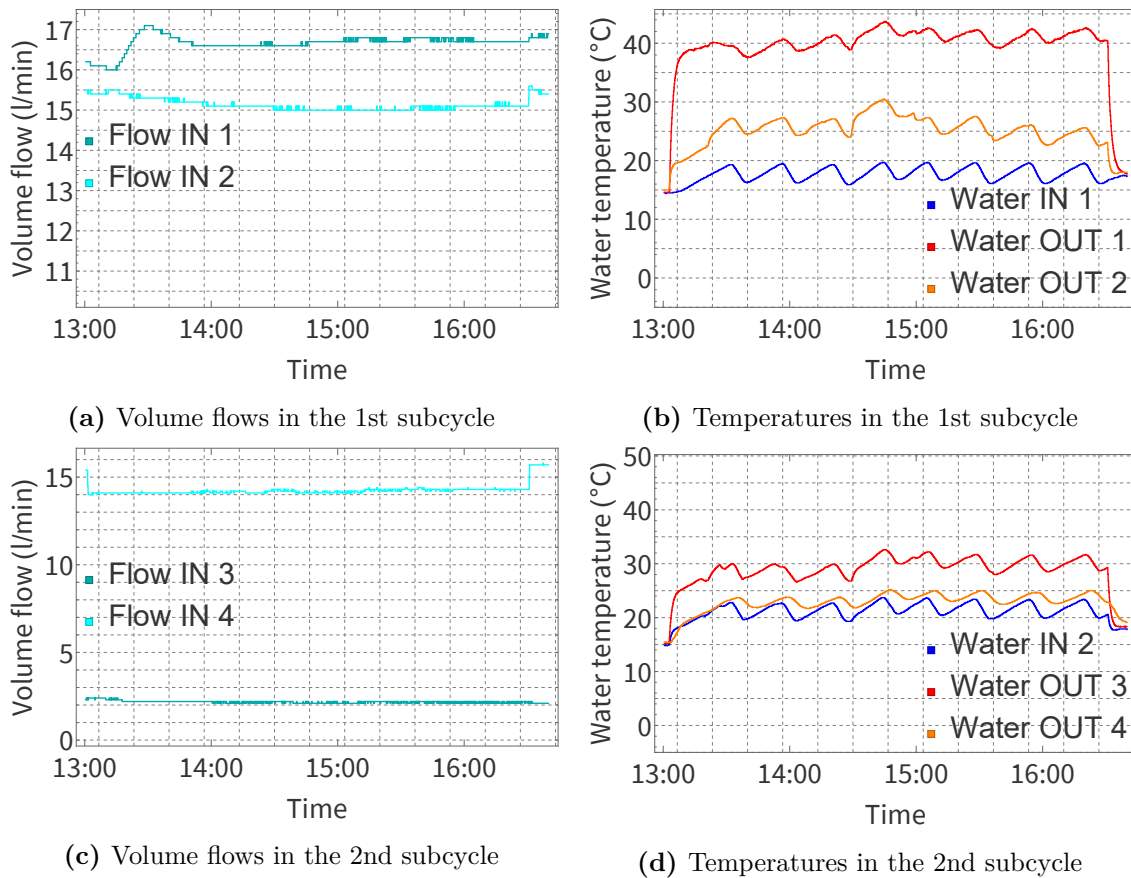 Volume flow (l/min)
17
16
15
14
13
12
11
Flow IN 1
Flow IN 2
13:00 14:00 15:00 16:00
Time
(a) Volume flows in the 1st subcycle
Water temperature (°C)
40
30
20
10
0
Water IN 1
Water OUT 1
Water OUT 2
13:00 14:00 15:00 16:00
Time
(b) Temperatures in the 1st subcycle
Volume flow (l/min)
15
10
5
0
Flow IN 3
Flow IN 4
13:00 14:00 15:00 16:00
Time
(c) Volume flows in the 2nd subcycle
Water temperature (°C)
50
40
30
20
10
0
Water IN 2
Water OUT 3
Water OUT 4
13:00 14:00 15:00 16:00
Time
(d) Temperatures in the 2nd subcycle